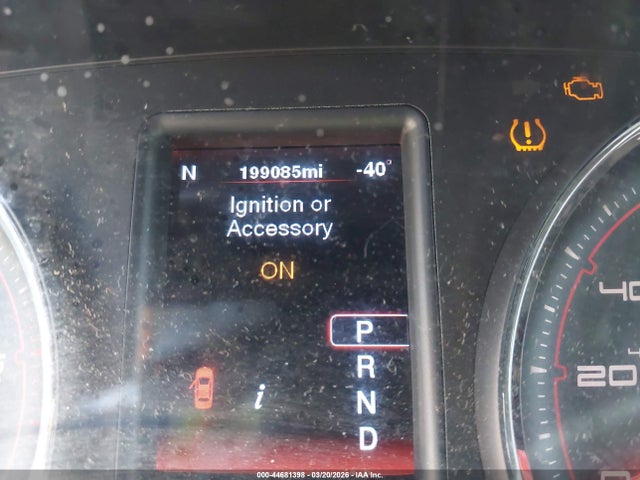 N 199085mi -40°
Ignition or
Accessory
ON
P
R
N
D
i
40
20
000-44681398 - 03/20/2026 - IAA Inc.